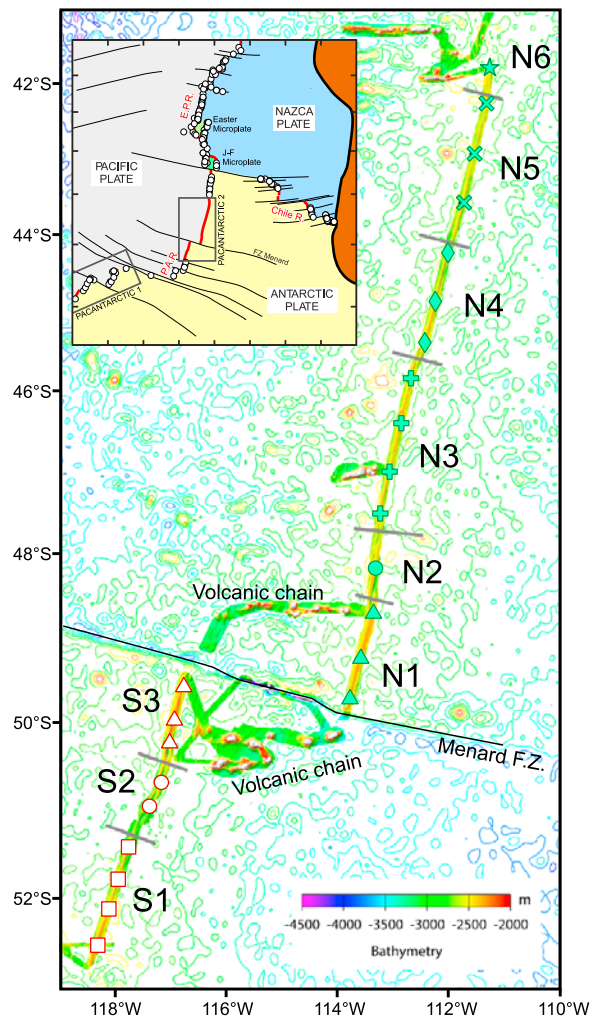 42°S
44°S
46°S
48°S
50°S
52°S
118°W
116°W
114°W
112°W
110°W
E.P.R.
Easter
Microplate
NAZCA
PLATE
J-F
Microplate
PACIFIC
PLATE
Chile R.
PACANTARCTIC 2
FZ Menard
P.A.R.
PACANTARCTIC 1
ANTARCTIC
PLATE
N6
N5
N4
N3
N2
N1
Volcanic chain
S3
S2
S1
Volcanic chain
Menard F.Z.
m
-4500 -4000 -3500 -3000 -2500 -2000
Bathymetry